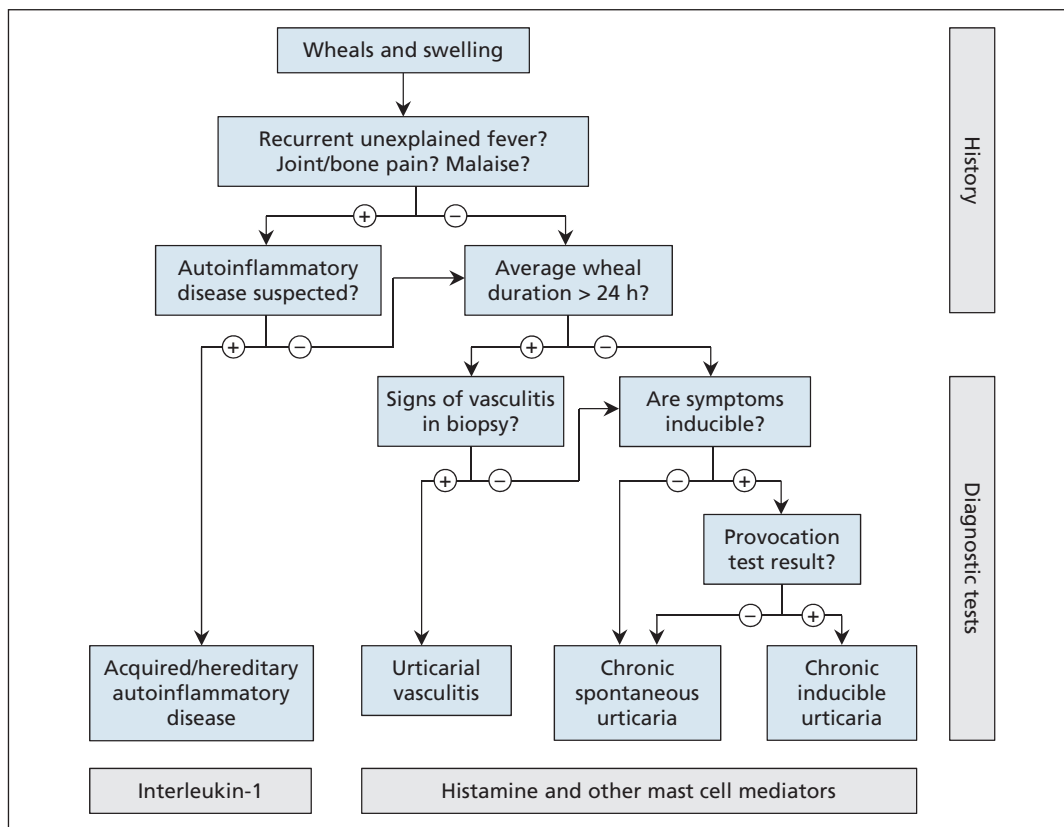 Wheals and swelling
Recurrent unexplained fever?
Joint/bone pain? Malaise?
+
−
Autoinflammatory
disease suspected?
Average wheal
duration > 24 h?
+
−
+
−
Signs of vasculitis
in biopsy?
Are symptoms
inducible?
+
−
−
+
Provocation
test result?
−
+
Acquired/hereditary
autoinflammatory
disease
Urticarial
vasculitis
Chronic
spontaneous
urticaria
Chronic
inducible
urticaria
Interleukin-1
Histamine and other mast cell mediators
History
Diagnostic tests